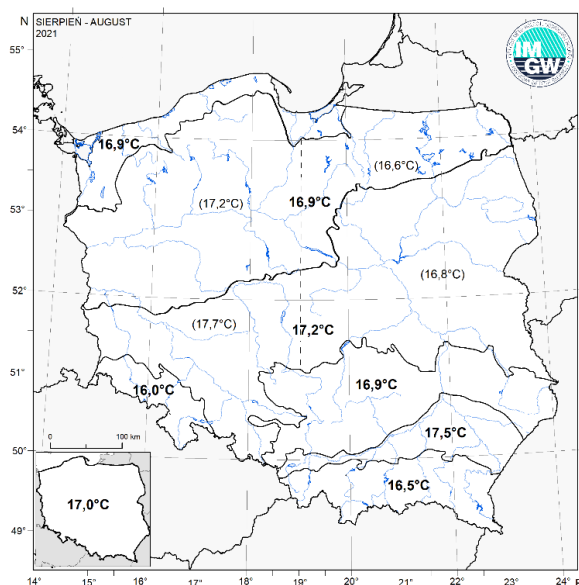 N
SIERPIEŃ - AUGUST
2021
IM
GW
55°
54°
53°
52°
51°
50°
49°
16,9°C
(16,6°C)
(17,2°C)
16,9°C
(16,8°C)
(17,7°C)
17,2°C
16,0°C
16,9°C
17,5°C
16,5°C
0 100 km
17,0°C
14° 15° 16° 17° 18° 19° 20° 21° 22° 23° 24° E